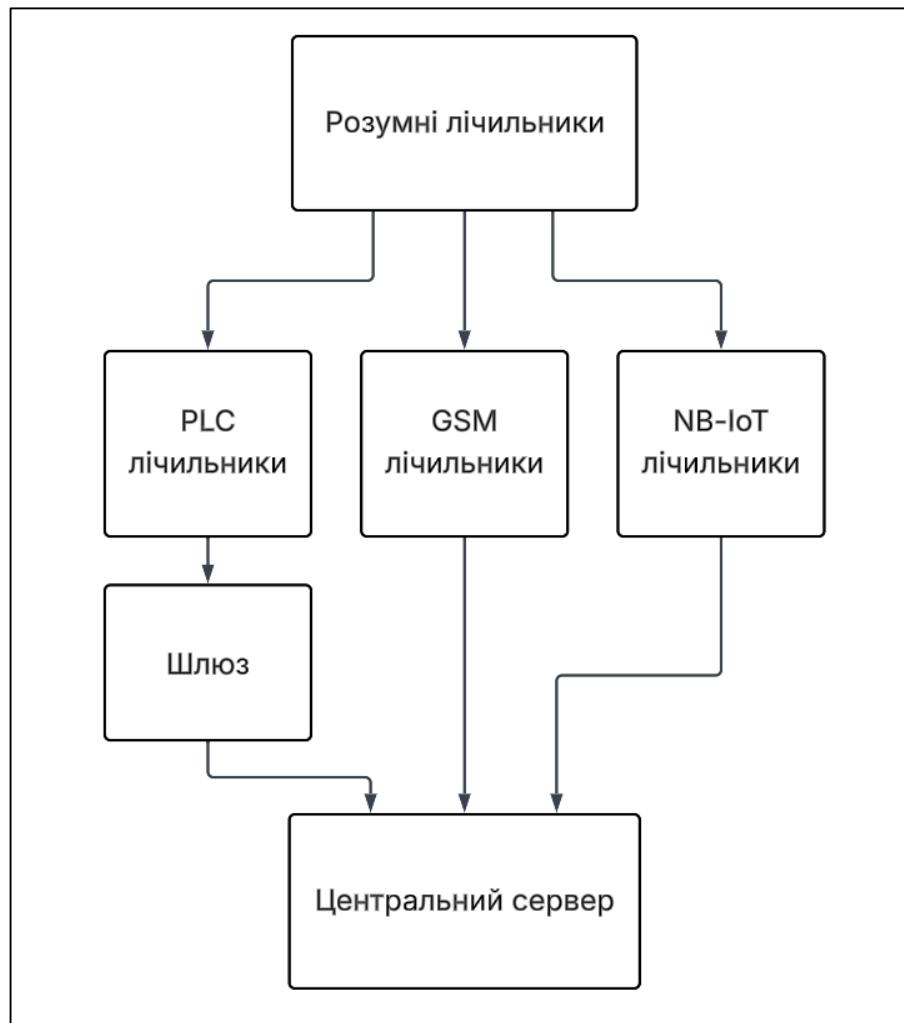 Розумні лічильники
PLC
лічильники
GSM
лічильники
NB-IoT
лічильники
Шлюз
Центральний сервер